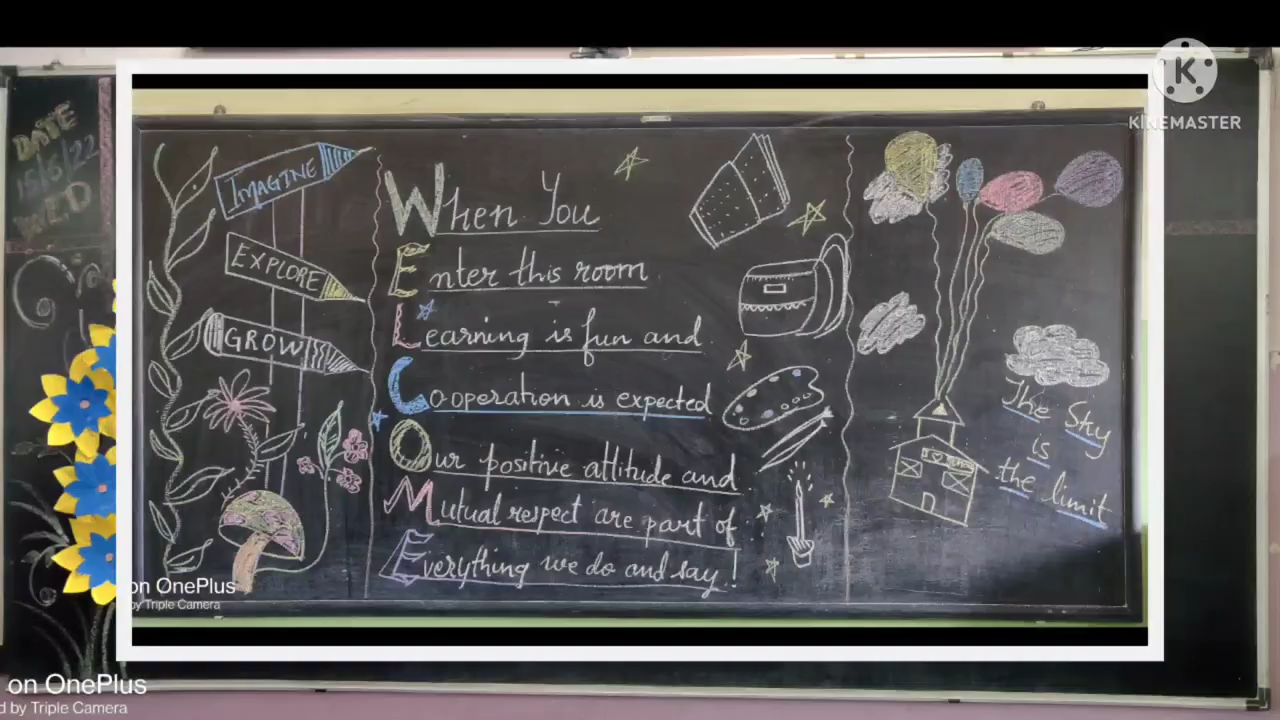 DATE
15/6/22
WED
IMAGINE
EXPLORE
GROW
When You
Enter this room
Learning is fun and
Co-operation is expected
Our positive attitude and
Mutual respect are part of
Everything we do and say!
The Sky
is
the limit
K
KINEMASTER
on OnePlus
by Triple Camera
on OnePlus
d by Triple Camera